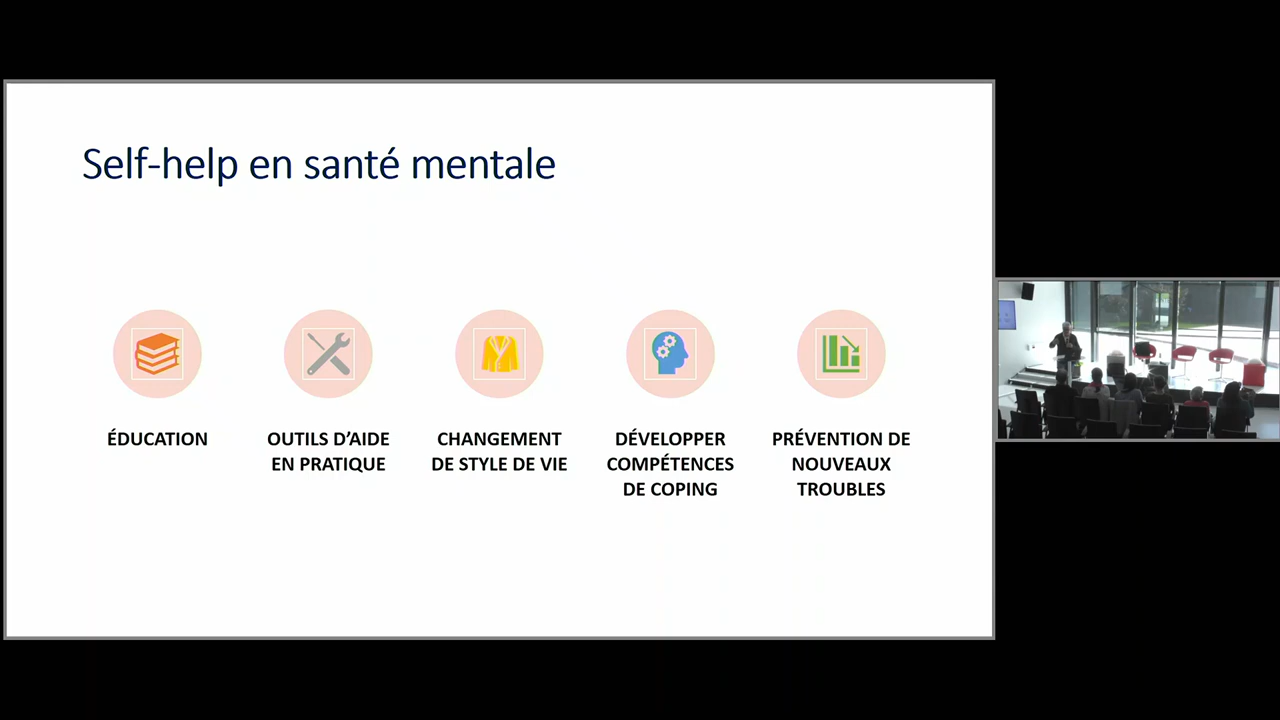 Self-help en santé mentale
ÉDUCATION
OUTILS D'AIDE
EN PRATIQUE
CHANGEMENT
DE STYLE DE VIE
DÉVELOPPER
COMPÉTENCES
DE COPING
PRÉVENTION DE
NOUVEAUX
TROUBLES